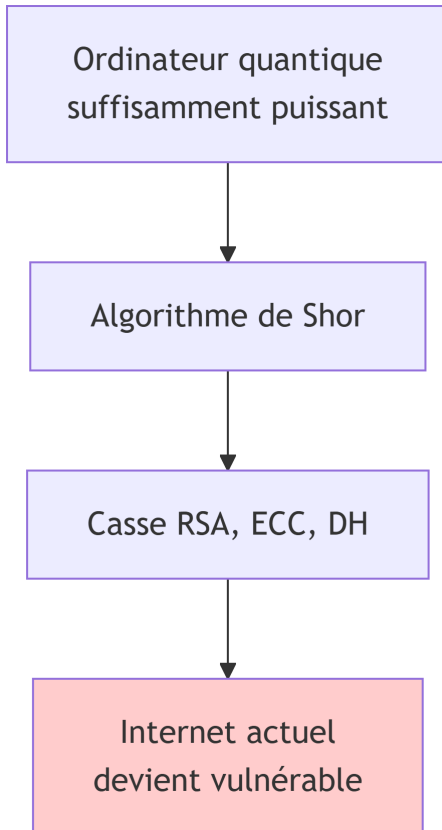 Ordinateur quantique
suffisamment puissant
Algorithme de Shor
Casse RSA, ECC, DH
Internet actuel
devient vulnérable